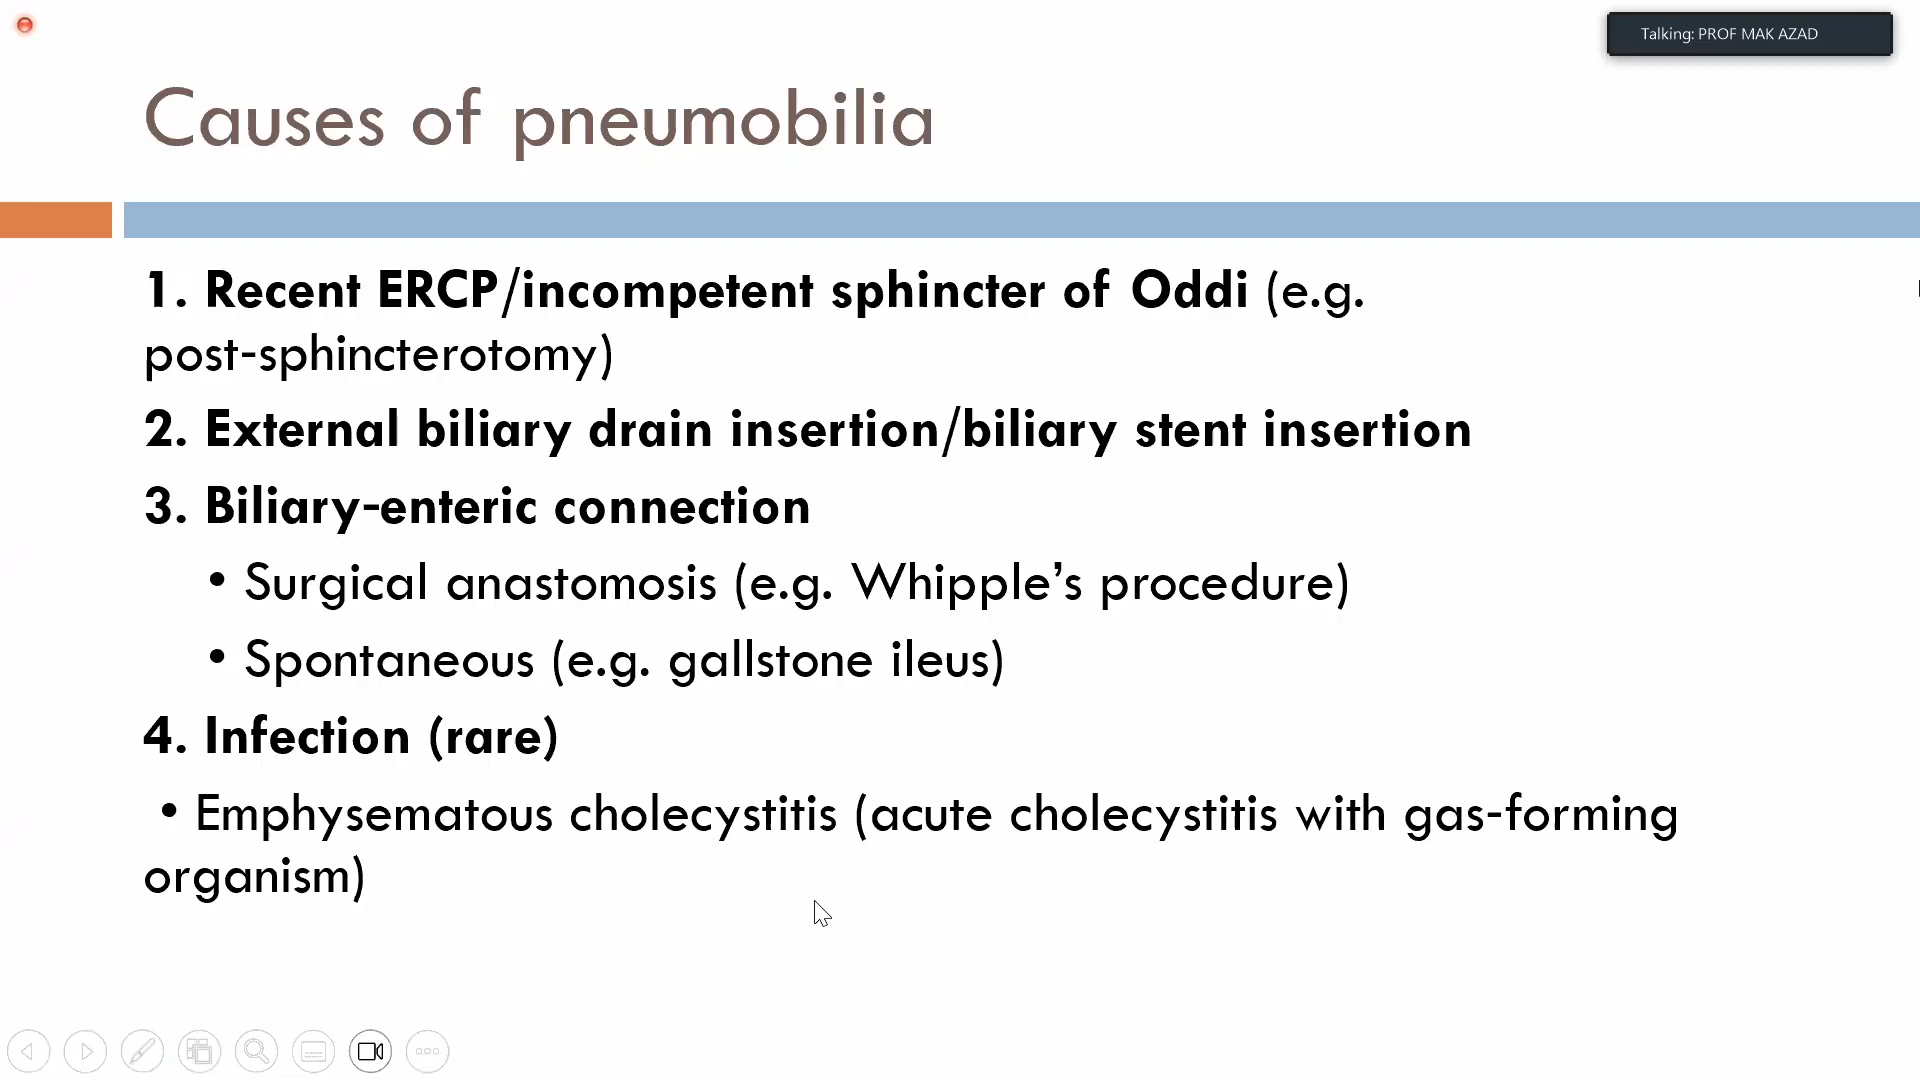 Talking: PROF MAK AZAD
Causes of pneumobilia
1. Recent ERCP/incompetent sphincter of Oddi (e.g.
post-sphincterotomy)
2. External biliary drain insertion/biliary stent insertion
3. Biliary-enteric connection
• Surgical anastomosis (e.g. Whipple’s procedure)
• Spontaneous (e.g. gallstone ileus)
4. Infection (rare)
• Emphysematous cholecystitis (acute cholecystitis with gas-forming
organism)